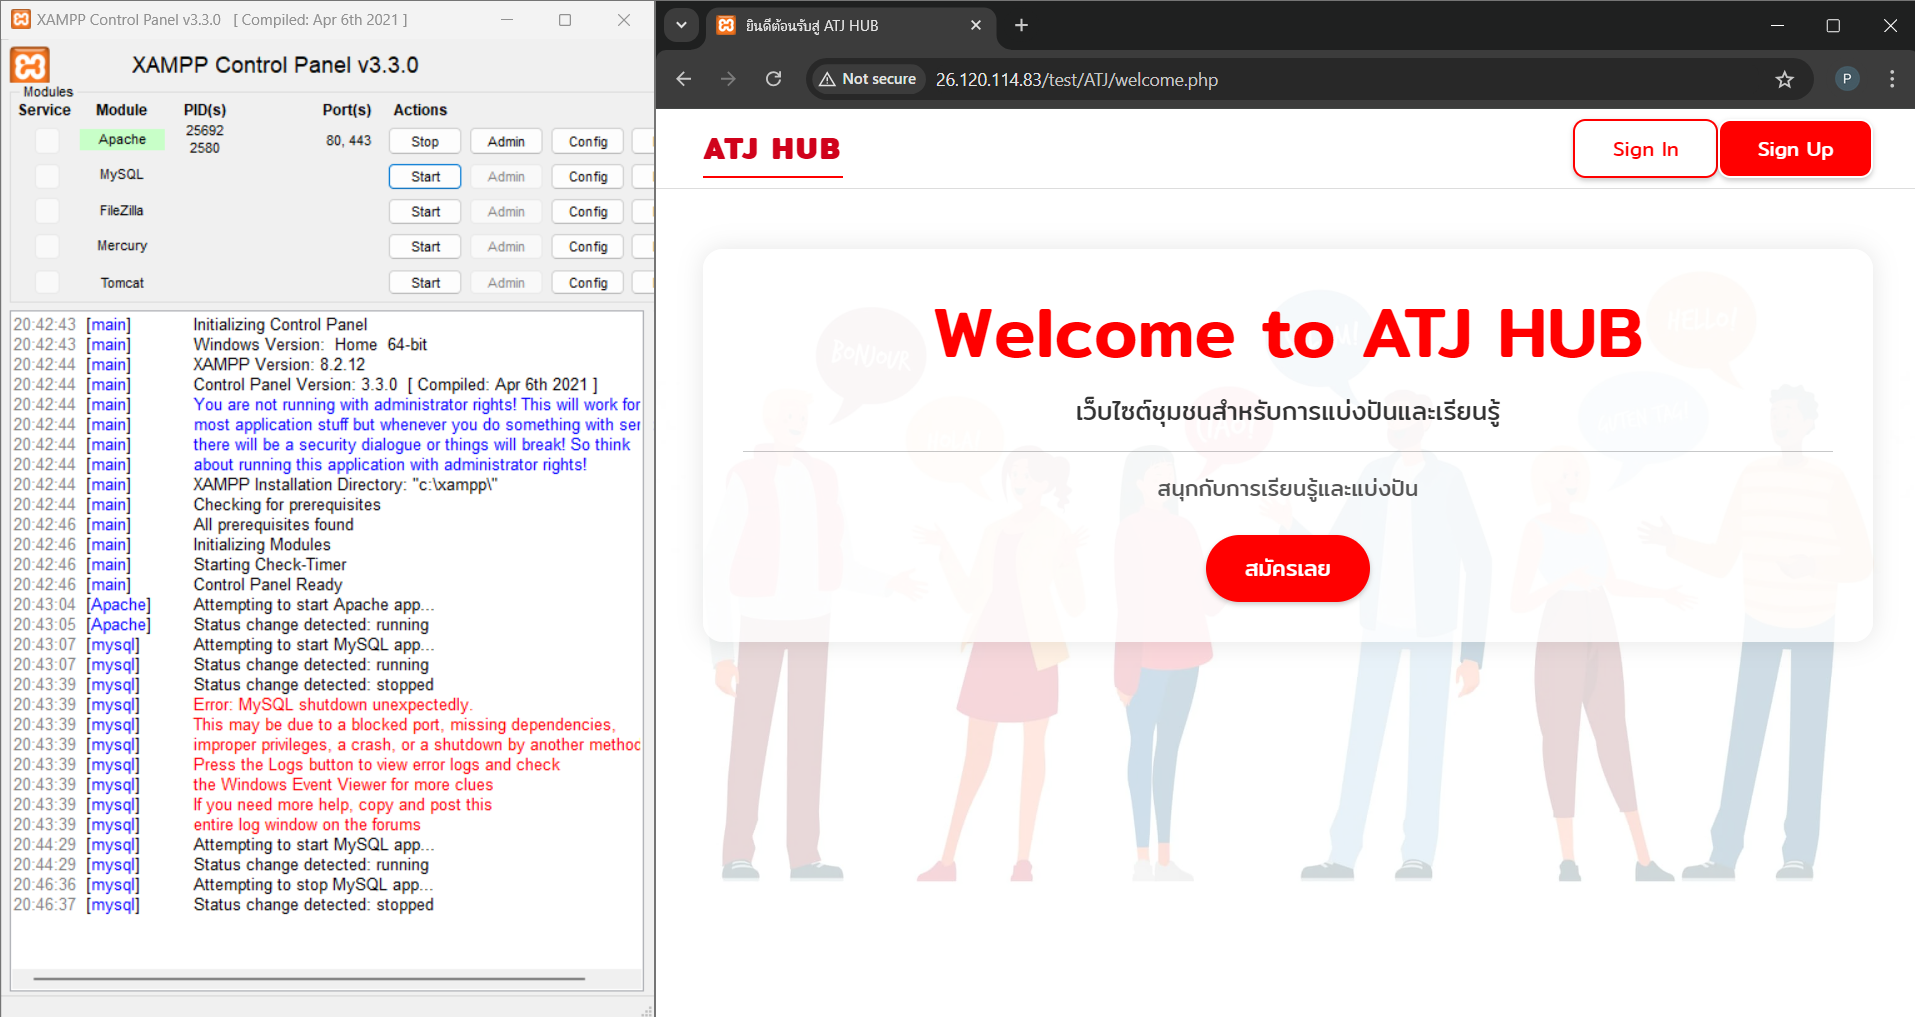 XAMPP Control Panel v3.3.0 [ Compiled: Apr 6th 2021 ]
XAMPP Control Panel v3.3.0
Modules
Service Module PID(s) Port(s) Actions
Apache 25692 2580 80, 443 Stop Admin Config
MySQL Start Admin Config
FileZilla Start Admin Config
Mercury Start Admin Config
Tomcat Start Admin Config
20:42:43 [main] Initializing Control Panel
20:42:43 [main] Windows Version: Home 64-bit
20:42:44 [main] XAMPP Version: 8.2.12
20:42:44 [main] Control Panel Version: 3.3.0 [ Compiled: Apr 6th 2021 ]
20:42:44 [main] You are not running with administrator rights! This will work for
20:42:44 [main] most application stuff but whenever you do something with ser
20:42:44 [main] there will be a security dialogue or things will break! So think
20:42:44 [main] about running this application with administrator rights!
20:42:44 [main] XAMPP Installation Directory: "c:\xampp\"
20:42:44 [main] Checking for prerequisites
20:42:46 [main] All prerequisites found
20:42:46 [main] Initializing Modules
20:42:46 [main] Starting Check-Timer
20:42:46 [main] Control Panel Ready
20:43:04 [Apache] Attempting to start Apache app...
20:43:05 [Apache] Status change detected: running
20:43:07 [mysql] Attempting to start MySQL app...
20:43:07 [mysql] Status change detected: running
20:43:39 [mysql] Status change detected: stopped
20:43:39 [mysql] Error: MySQL shutdown unexpectedly.
20:43:39 [mysql] This may be due to a blocked port, missing dependencies,
20:43:39 [mysql] improper privileges, a crash, or a shutdown by another method
20:43:39 [mysql] Press the Logs button to view error logs and check
20:43:39 [mysql] the Windows Event Viewer for more clues
20:43:39 [mysql] If you need more help, copy and post this
20:43:39 [mysql] entire log window on the forums
20:44:29 [mysql] Attempting to start MySQL app...
20:44:29 [mysql] Status change detected: running
20:46:36 [mysql] Attempting to stop MySQL app...
20:46:37 [mysql] Status change detected: stopped
ยินดีต้อนรับสู่ ATJ HUB
Not secure 26.120.114.83/test/ATJ/welcome.php P
ATJ HUB Sign In Sign Up
BONJOUR
HELLO!
Welcome to ATJ HUB
เว็บไซต์ชุมชนสำหรับการแบ่งปันและเรียนรู้
สนุกกับการเรียนรู้และแบ่งปัน
สมัครเลย